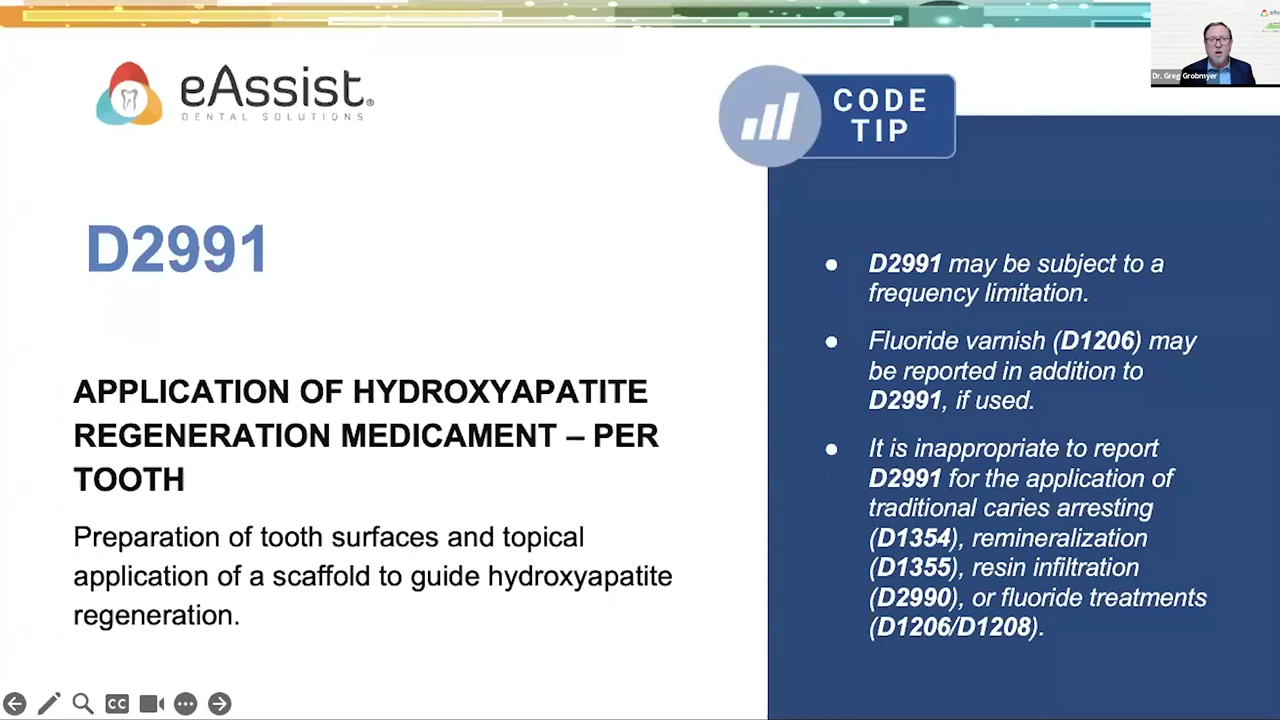 eAssist®
DENTAL SOLUTIONS
D2991
APPLICATION OF HYDROXYAPATITE
REGENERATION MEDICAMENT – PER
TOOTH
Preparation of tooth surfaces and topical
application of a scaffold to guide hydroxyapatite
regeneration.
CODE
TIP
● D2991 may be subject to a
frequency limitation.
● Fluoride varnish (D1206) may
be reported in addition to
D2991, if used.
● It is inappropriate to report
D2991 for the application of
traditional caries arresting
(D1354), remineralization
(D1355), resin infiltration
(D2990), or fluoride treatments
(D1206/D1208).
Dr. Greg Grobmyer
CC